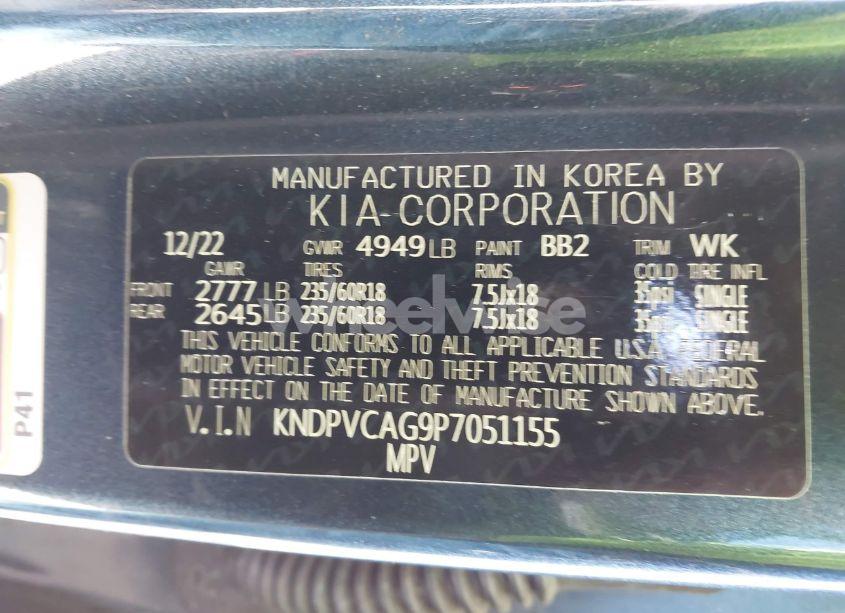 MANUFACTURED IN KOREA BY
KIA CORPORATION
12/22 GVWR 4949 LB PAINT BB2 TRIM WK
GAWR TIRES RIMS COLD TIRE INFL
FRONT 2777 LB 235/60R18 7.5Jx18 35psi SINGLE
REAR 2645 LB 235/60R18 7.5Jx18 35psi SINGLE
THIS VEHICLE CONFORMS TO ALL APPLICABLE U.S.A FEDERAL
MOTOR VEHICLE SAFETY AND THEFT PREVENTION STANDARDS
IN EFFECT ON THE DATE OF MANUFACTURE SHOWN ABOVE.
V.I.N KNDPVCAG9P7051155
MPV
P41
wheelwise